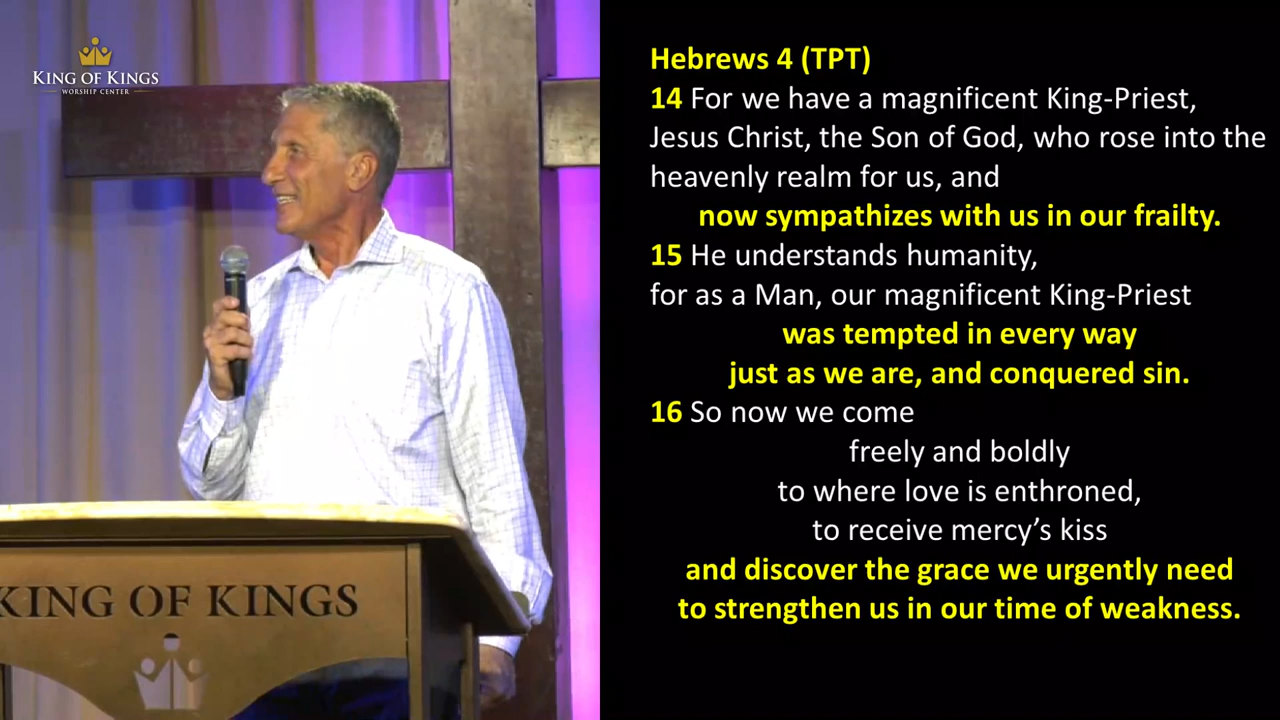 KING OF KINGS
WORSHIP CENTER
KING OF KINGS
Hebrews 4 (TPT)
14 For we have a magnificent King-Priest,
Jesus Christ, the Son of God, who rose into the
heavenly realm for us, and
now sympathizes with us in our frailty.
15 He understands humanity,
for as a Man, our magnificent King-Priest
was tempted in every way
just as we are, and conquered sin.
16 So now we come
freely and boldly
to where love is enthroned,
to receive mercy’s kiss
and discover the grace we urgently need
to strengthen us in our time of weakness.